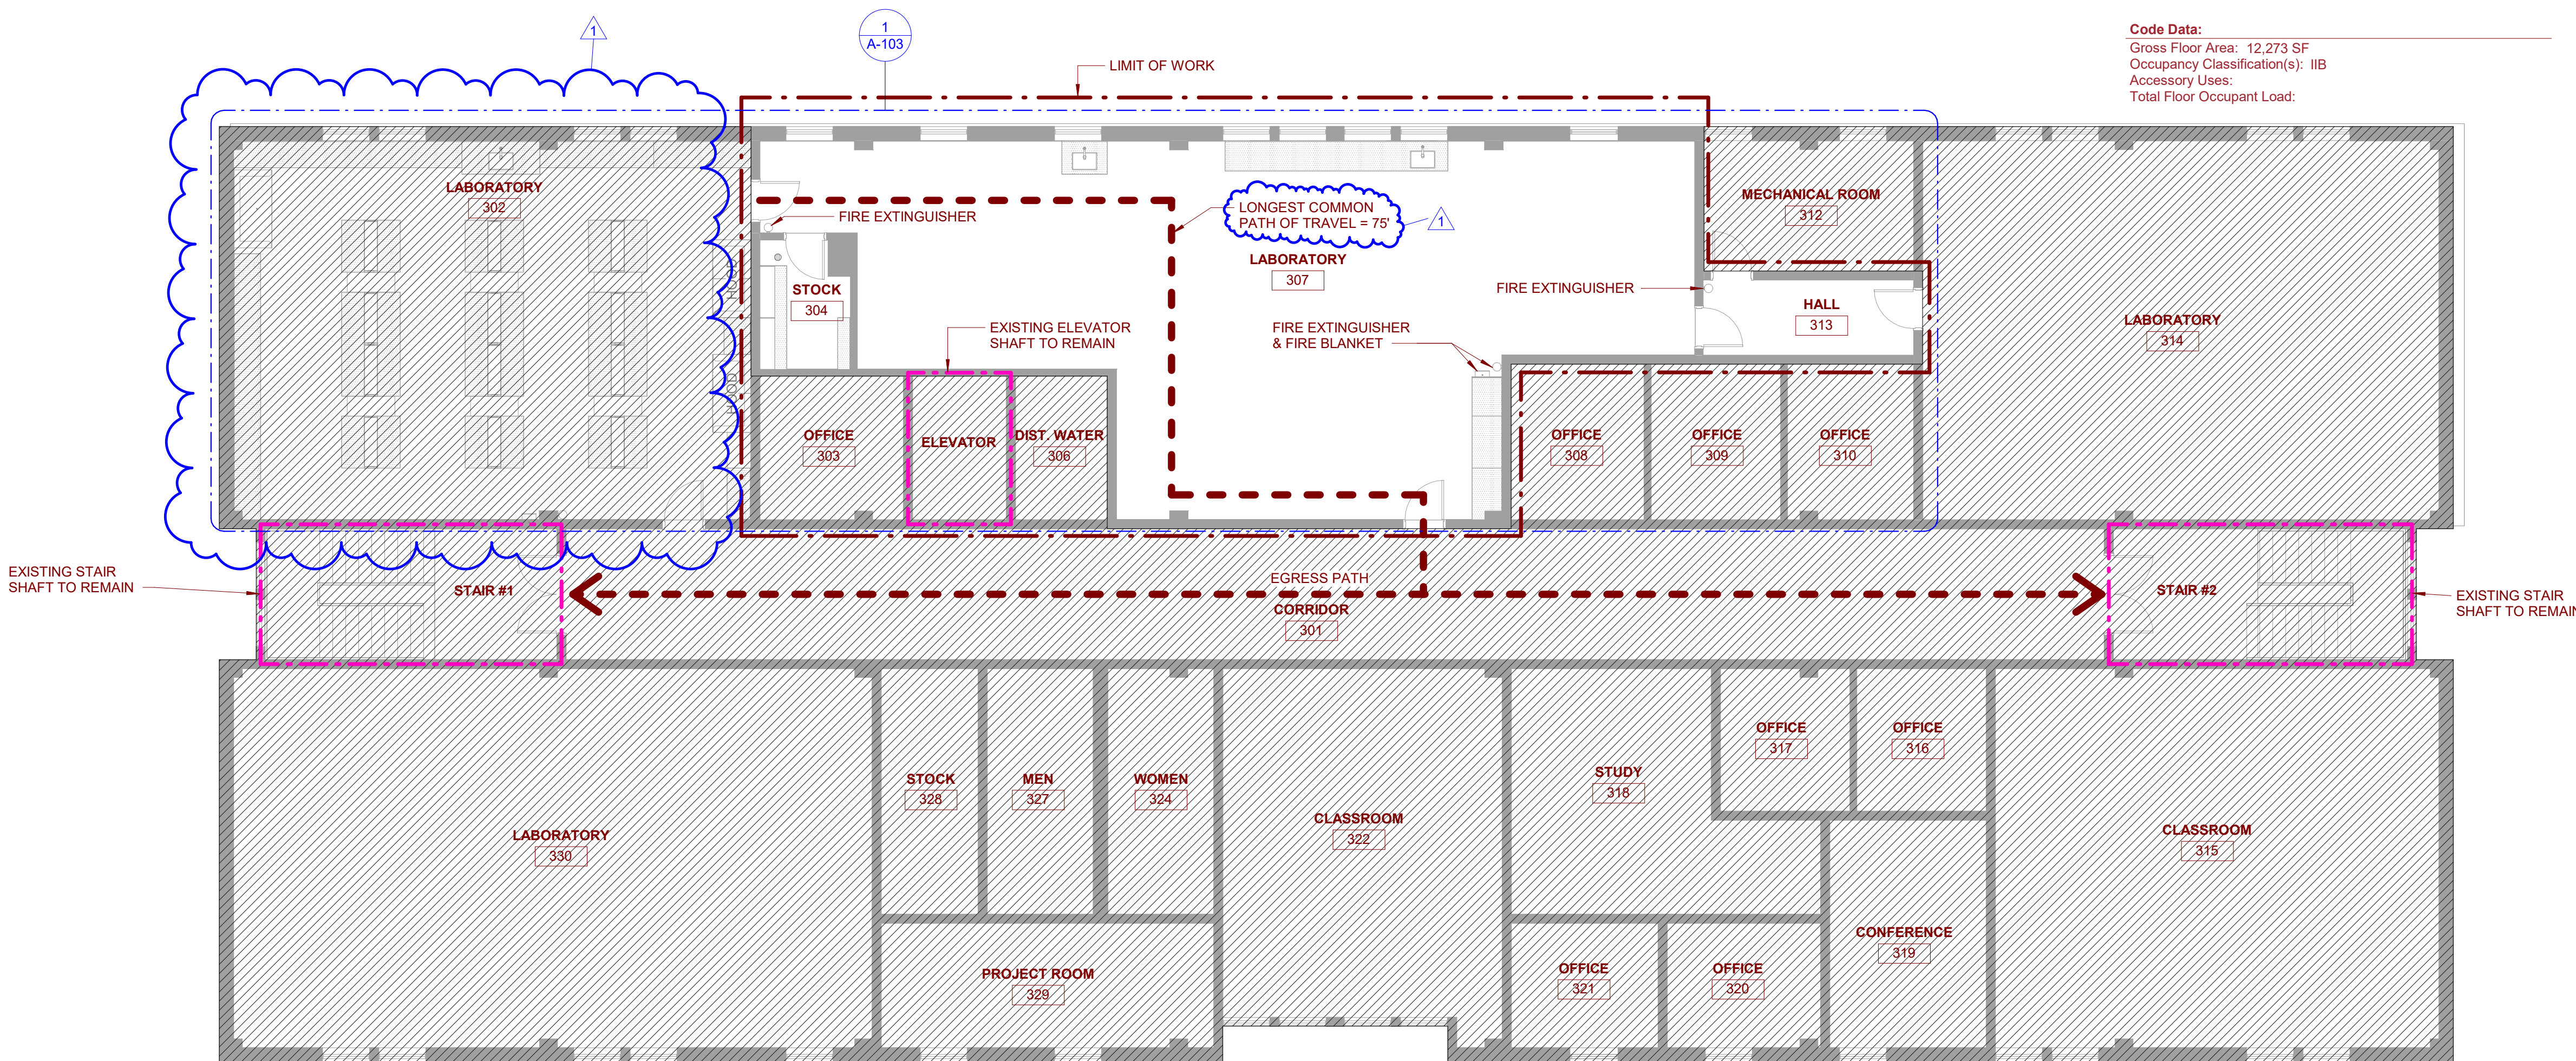 1
1
A-103
LIMIT OF WORK
Code Data:
Gross Floor Area: 12,273 SF
Occupancy Classification(s): IIB
Accessory Uses:
Total Floor Occupant Load:
LABORATORY
302
HOOD
HOOD
FIRE EXTINGUISHER
STOCK
304
EXISTING ELEVATOR
SHAFT TO REMAIN
OFFICE
303
ELEVATOR
DIST. WATER
306
LONGEST COMMON
PATH OF TRAVEL = 75'
1
LABORATORY
307
FIRE EXTINGUISHER
FIRE EXTINGUISHER
& FIRE BLANKET
MECHANICAL ROOM
312
HALL
313
LABORATORY
314
OFFICE
308
OFFICE
309
OFFICE
310
EXISTING STAIR
SHAFT TO REMAIN
STAIR #1
EGRESS PATH
CORRIDOR
301
STAIR #2
EXISTING STAIR
SHAFT TO REMAIN
LABORATORY
330
STOCK
328
MEN
327
WOMEN
324
PROJECT ROOM
329
CLASSROOM
322
STUDY
318
OFFICE
317
OFFICE
316
OFFICE
321
OFFICE
320
CONFERENCE
319
CLASSROOM
315